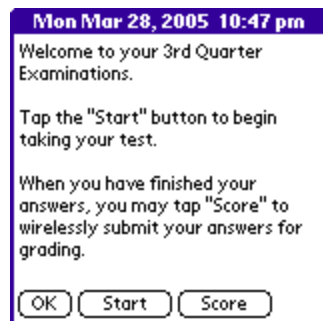 Mon Mar 28, 2005 10:47 pm
Welcome to your 3rd Quarter
Examinations.
Tap the "Start" button to begin
taking your test.
When you have finished your
answers, you may tap "Score" to
wirelessly submit your answers for
grading.
OK Start Score